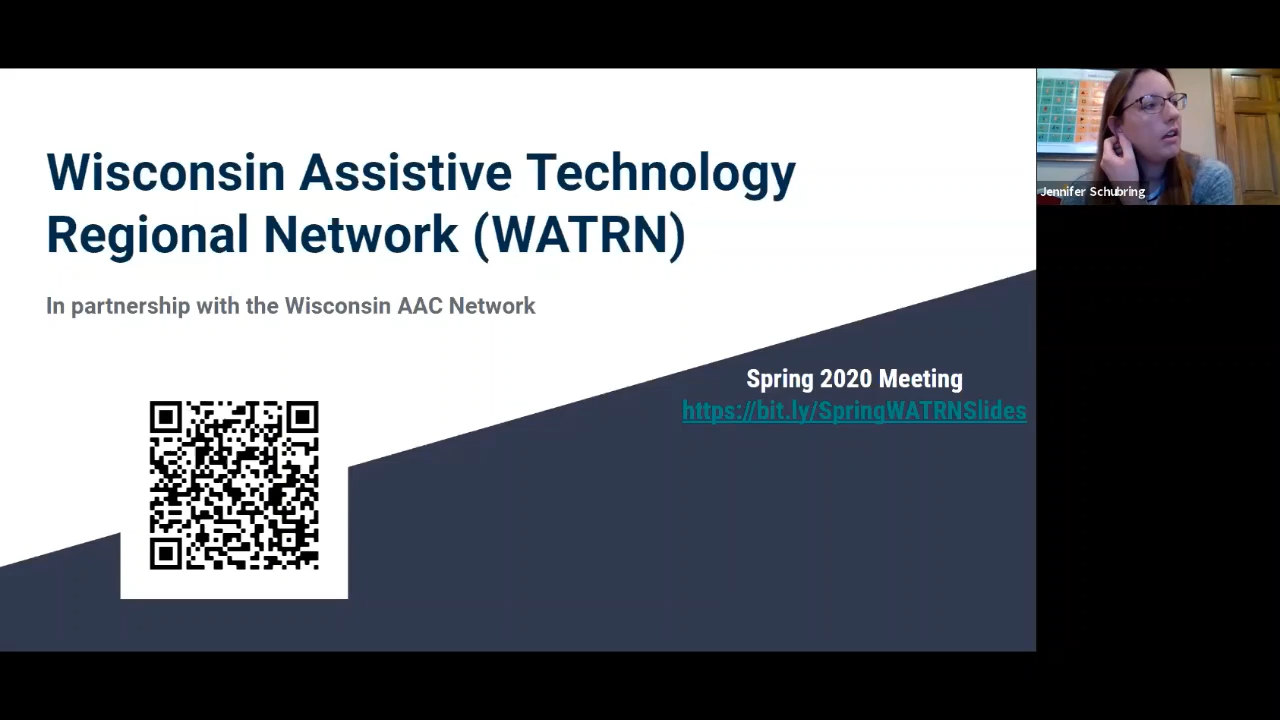 Wisconsin Assistive Technology
Regional Network (WATRN)
In partnership with the Wisconsin AAC Network
Spring 2020 Meeting
https://bit.ly/SpringWATRNSlides
Jennifer Schubring